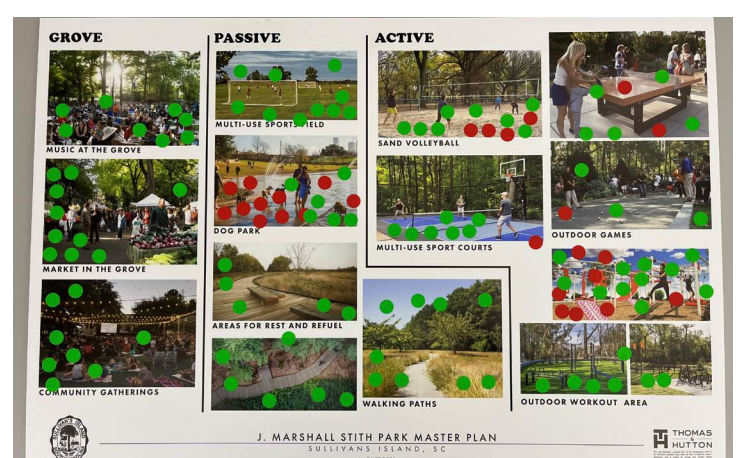 GROVE
MUSIC AT THE GROVE
MARKET IN THE GROVE
COMMUNITY GATHERINGS
PASSIVE
MULTI-USE SPORTS FIELD
DOG PARK
AREAS FOR REST AND REFUEL
WALKING PATHS
ACTIVE
SAND VOLLEYBALL
MULTI-USE SPORT COURTS
OUTDOOR GAMES
OUTDOOR WORKOUT AREA
J. MARSHALL STITH PARK MASTER PLAN
SULLIVANS ISLAND, SC
THOMAS
&
HUTTON